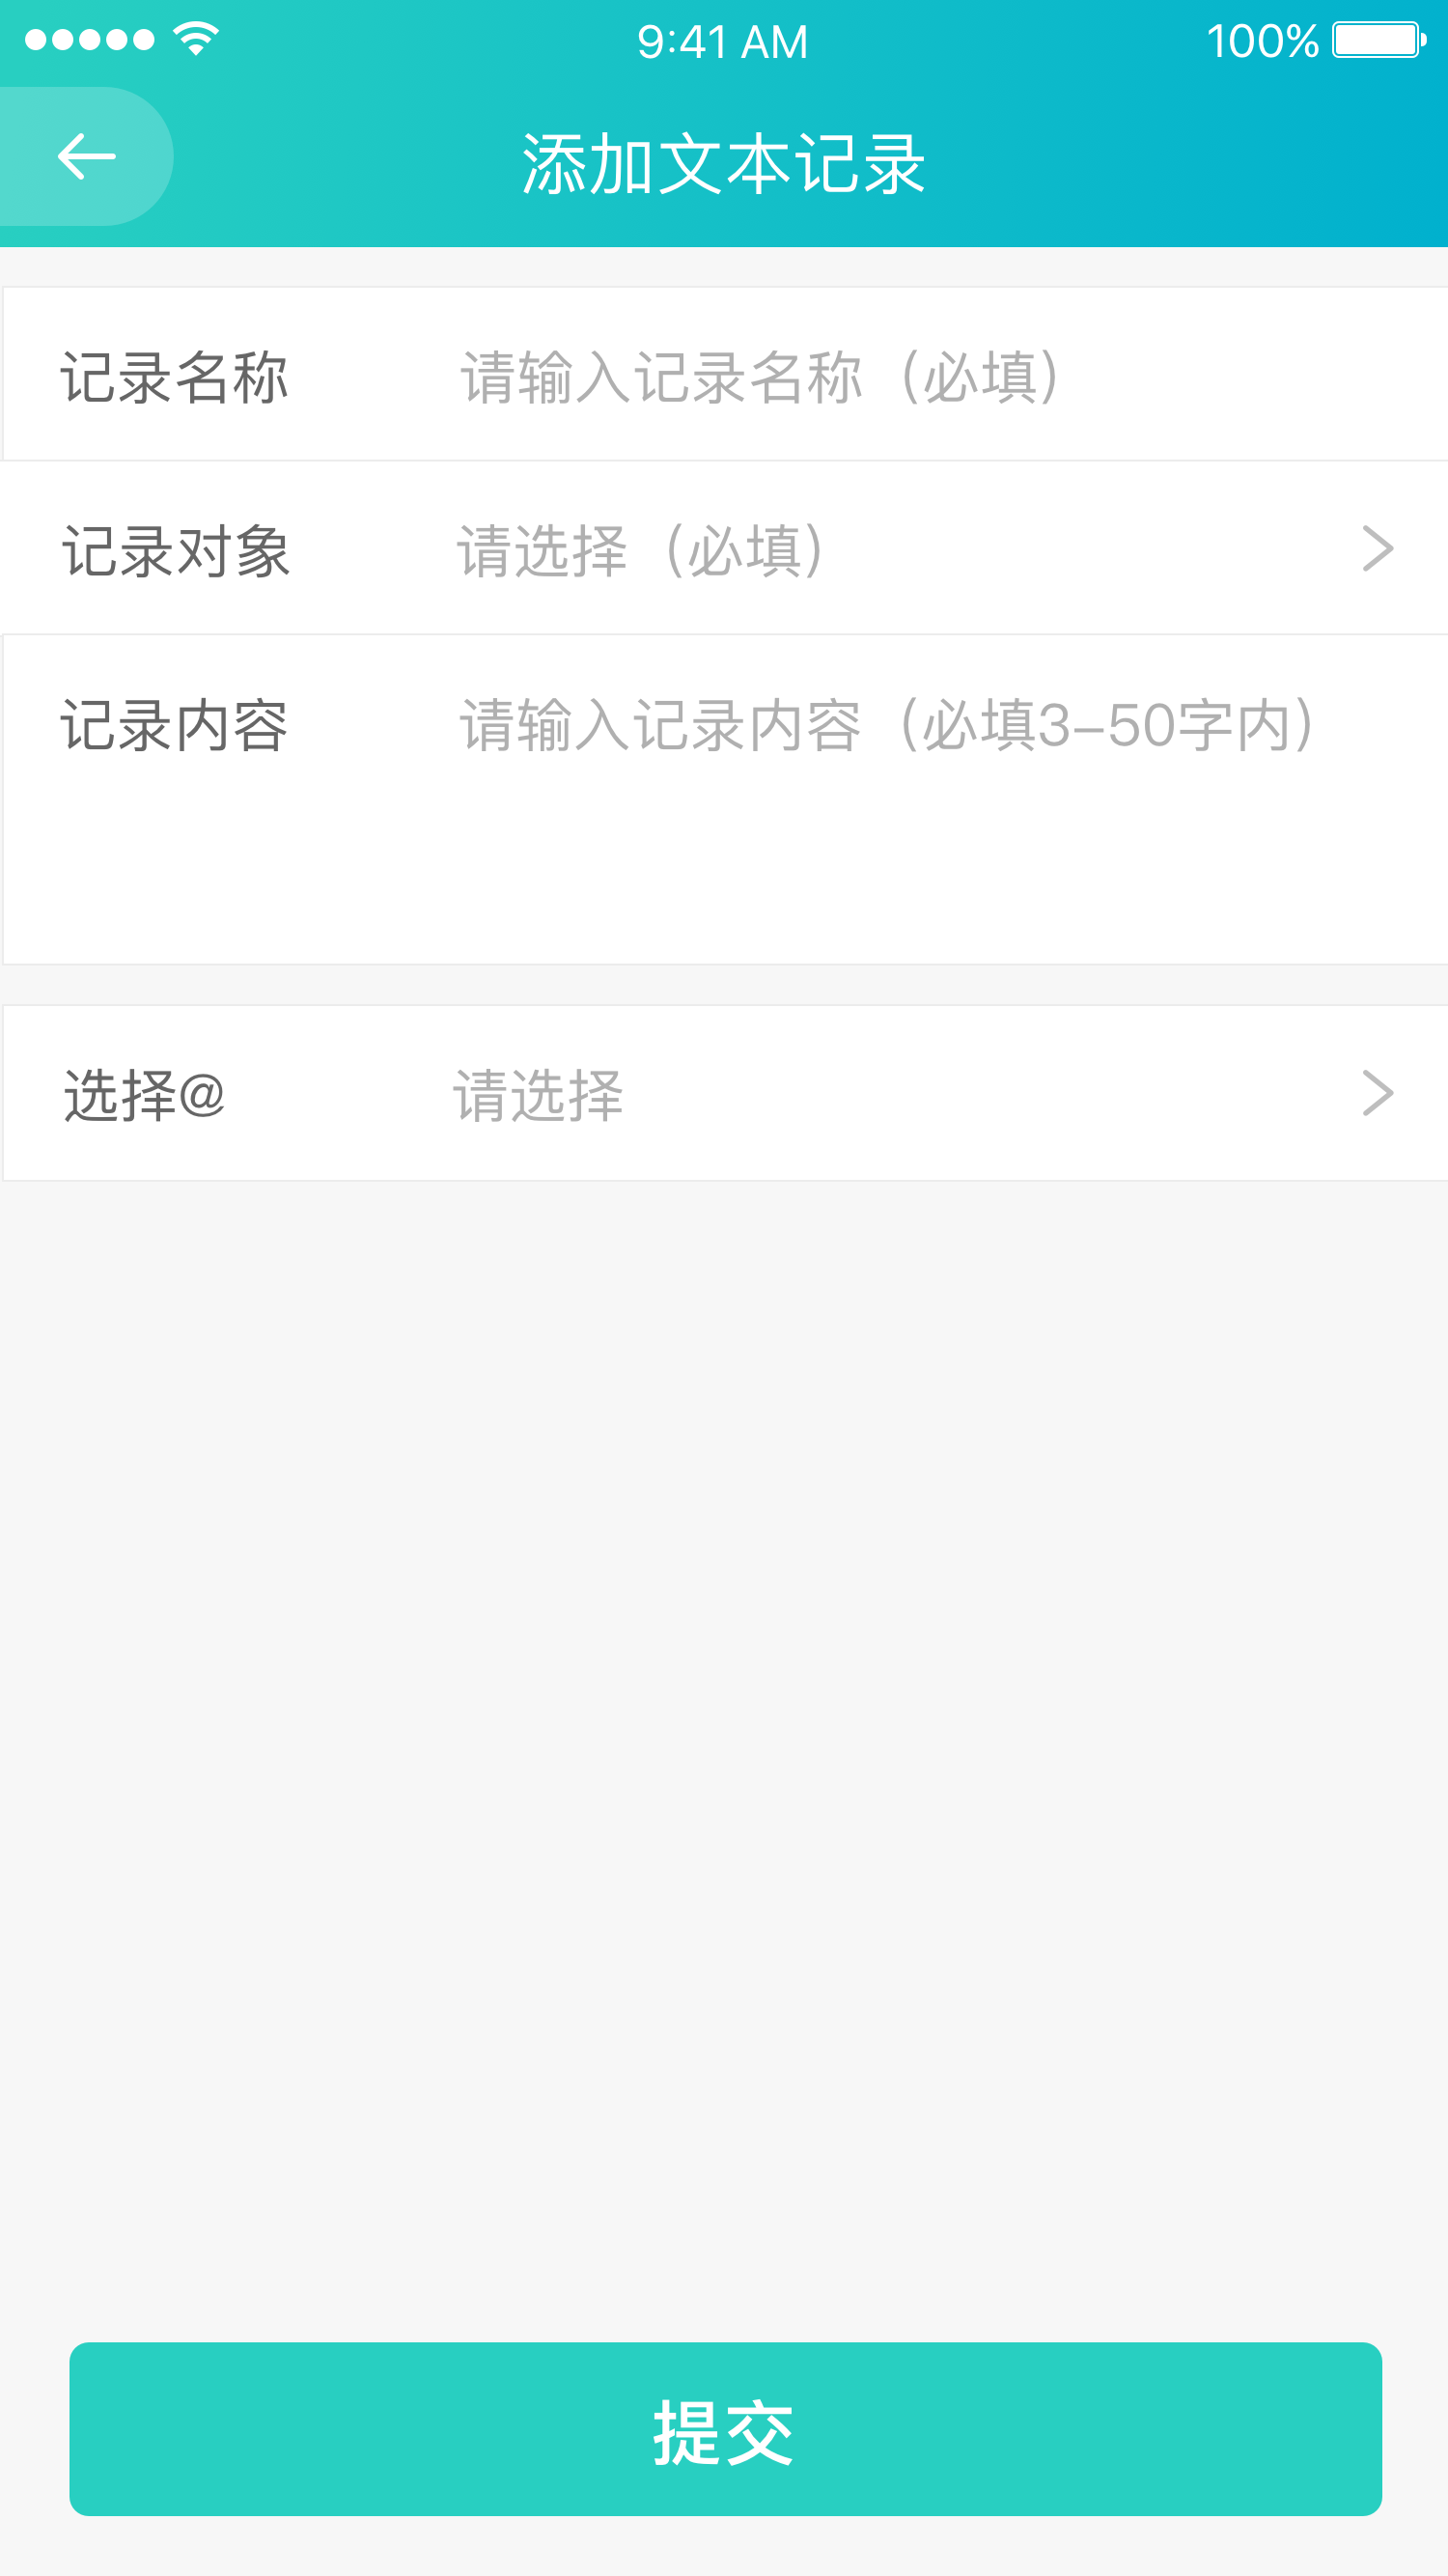 9:41 AM 100%
添加文本记录
记录名称 请输入记录名称（必填）
记录对象 请选择（必填）
记录内容 请输入记录内容（必填3-50字内）
选择@ 请选择
提交